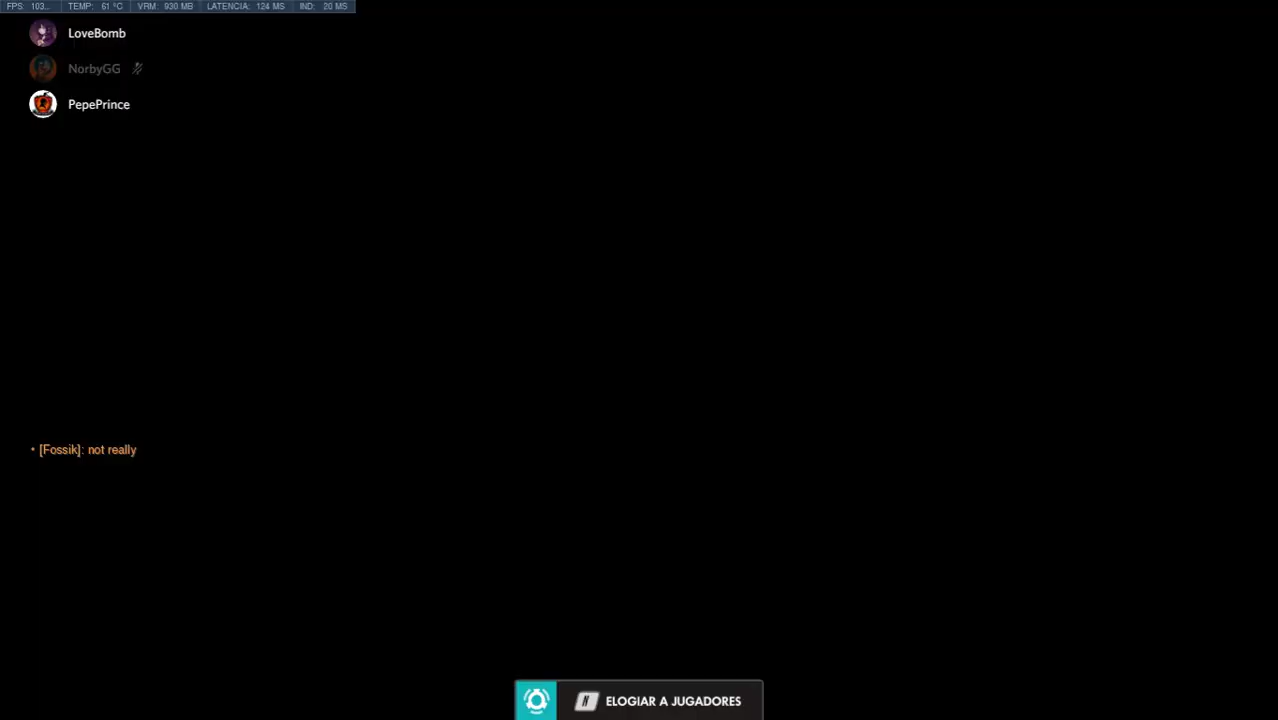 FPS: 103... TEMP: 61 °C VRM: 930 MB LATENCIA: 124 MS IND: 20 MS
LoveBomb
NorbyGG
PepePrince
• [Fossik]: not really
N ELOGIAR A JUGADORES